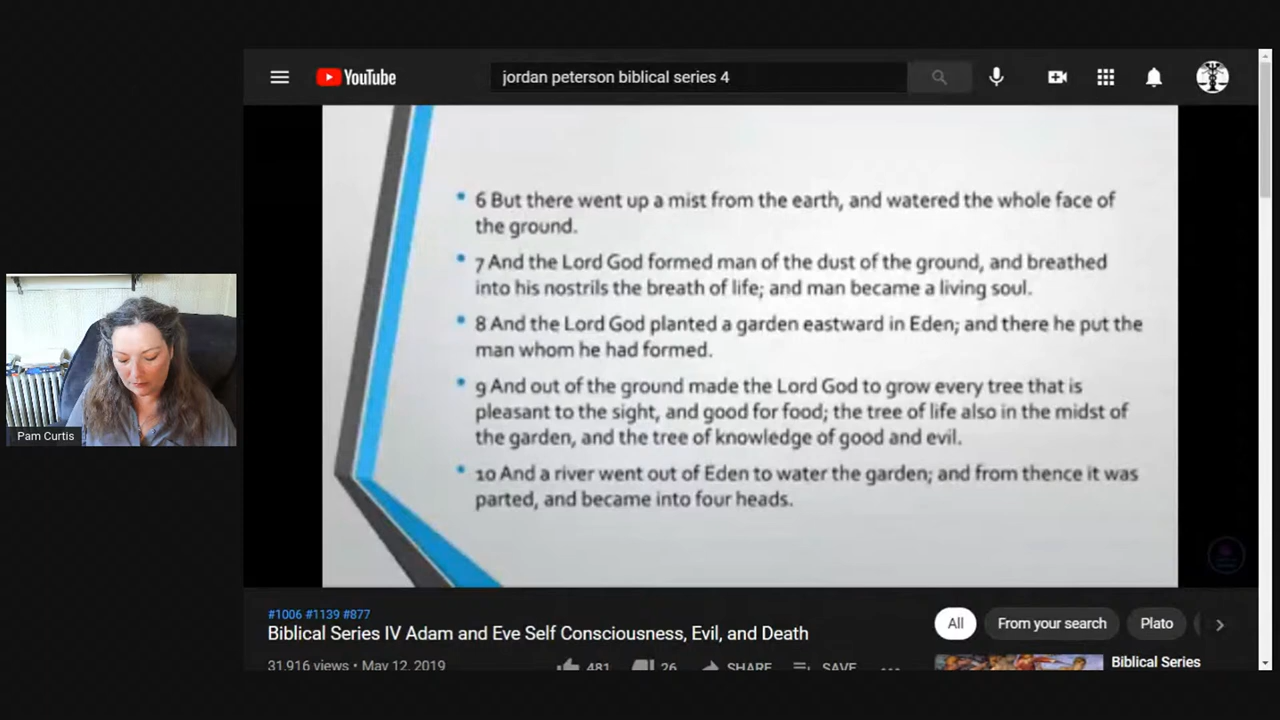 YouTube
jordan peterson biblical series 4
• 6 But there went up a mist from the earth, and watered the whole face of
the ground.
• 7 And the Lord God formed man of the dust of the ground, and breathed
into his nostrils the breath of life; and man became a living soul.
• 8 And the Lord God planted a garden eastward in Eden; and there he put the
man whom he had formed.
• 9 And out of the ground made the Lord God to grow every tree that is
pleasant to the sight, and good for food; the tree of life also in the midst of
the garden, and the tree of knowledge of good and evil.
• 10 And a river went out of Eden to water the garden; and from thence it was
parted, and became into four heads.
Pam Curtis
#1006 #1139 #877
Biblical Series IV Adam and Eve Self Consciousness, Evil, and Death
31,916 views • May 12, 2019
481
26
SHARE
SAVE
All
From your search
Plato
Biblical Series